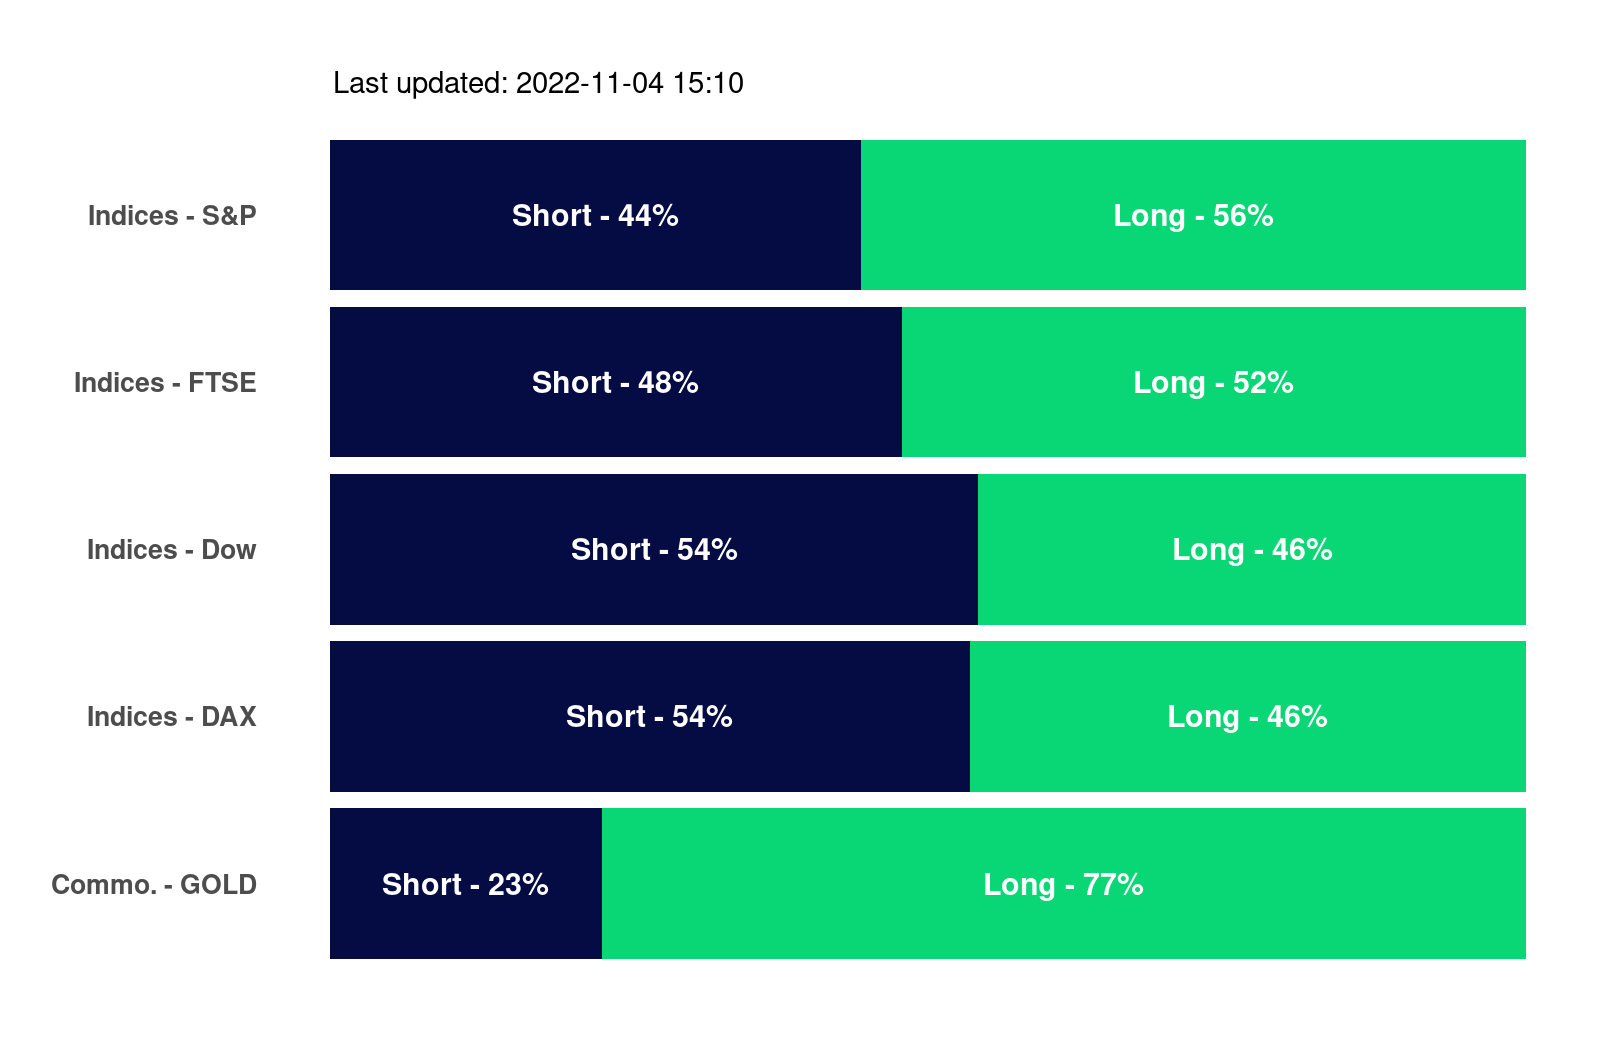 Last updated: 2022-11-04 15:10
Indices - S&P Short - 44% Long - 56%
Indices - FTSE Short - 48% Long - 52%
Indices - Dow Short - 54% Long - 46%
Indices - DAX Short - 54% Long - 46%
Commo. - GOLD Short - 23% Long - 77%